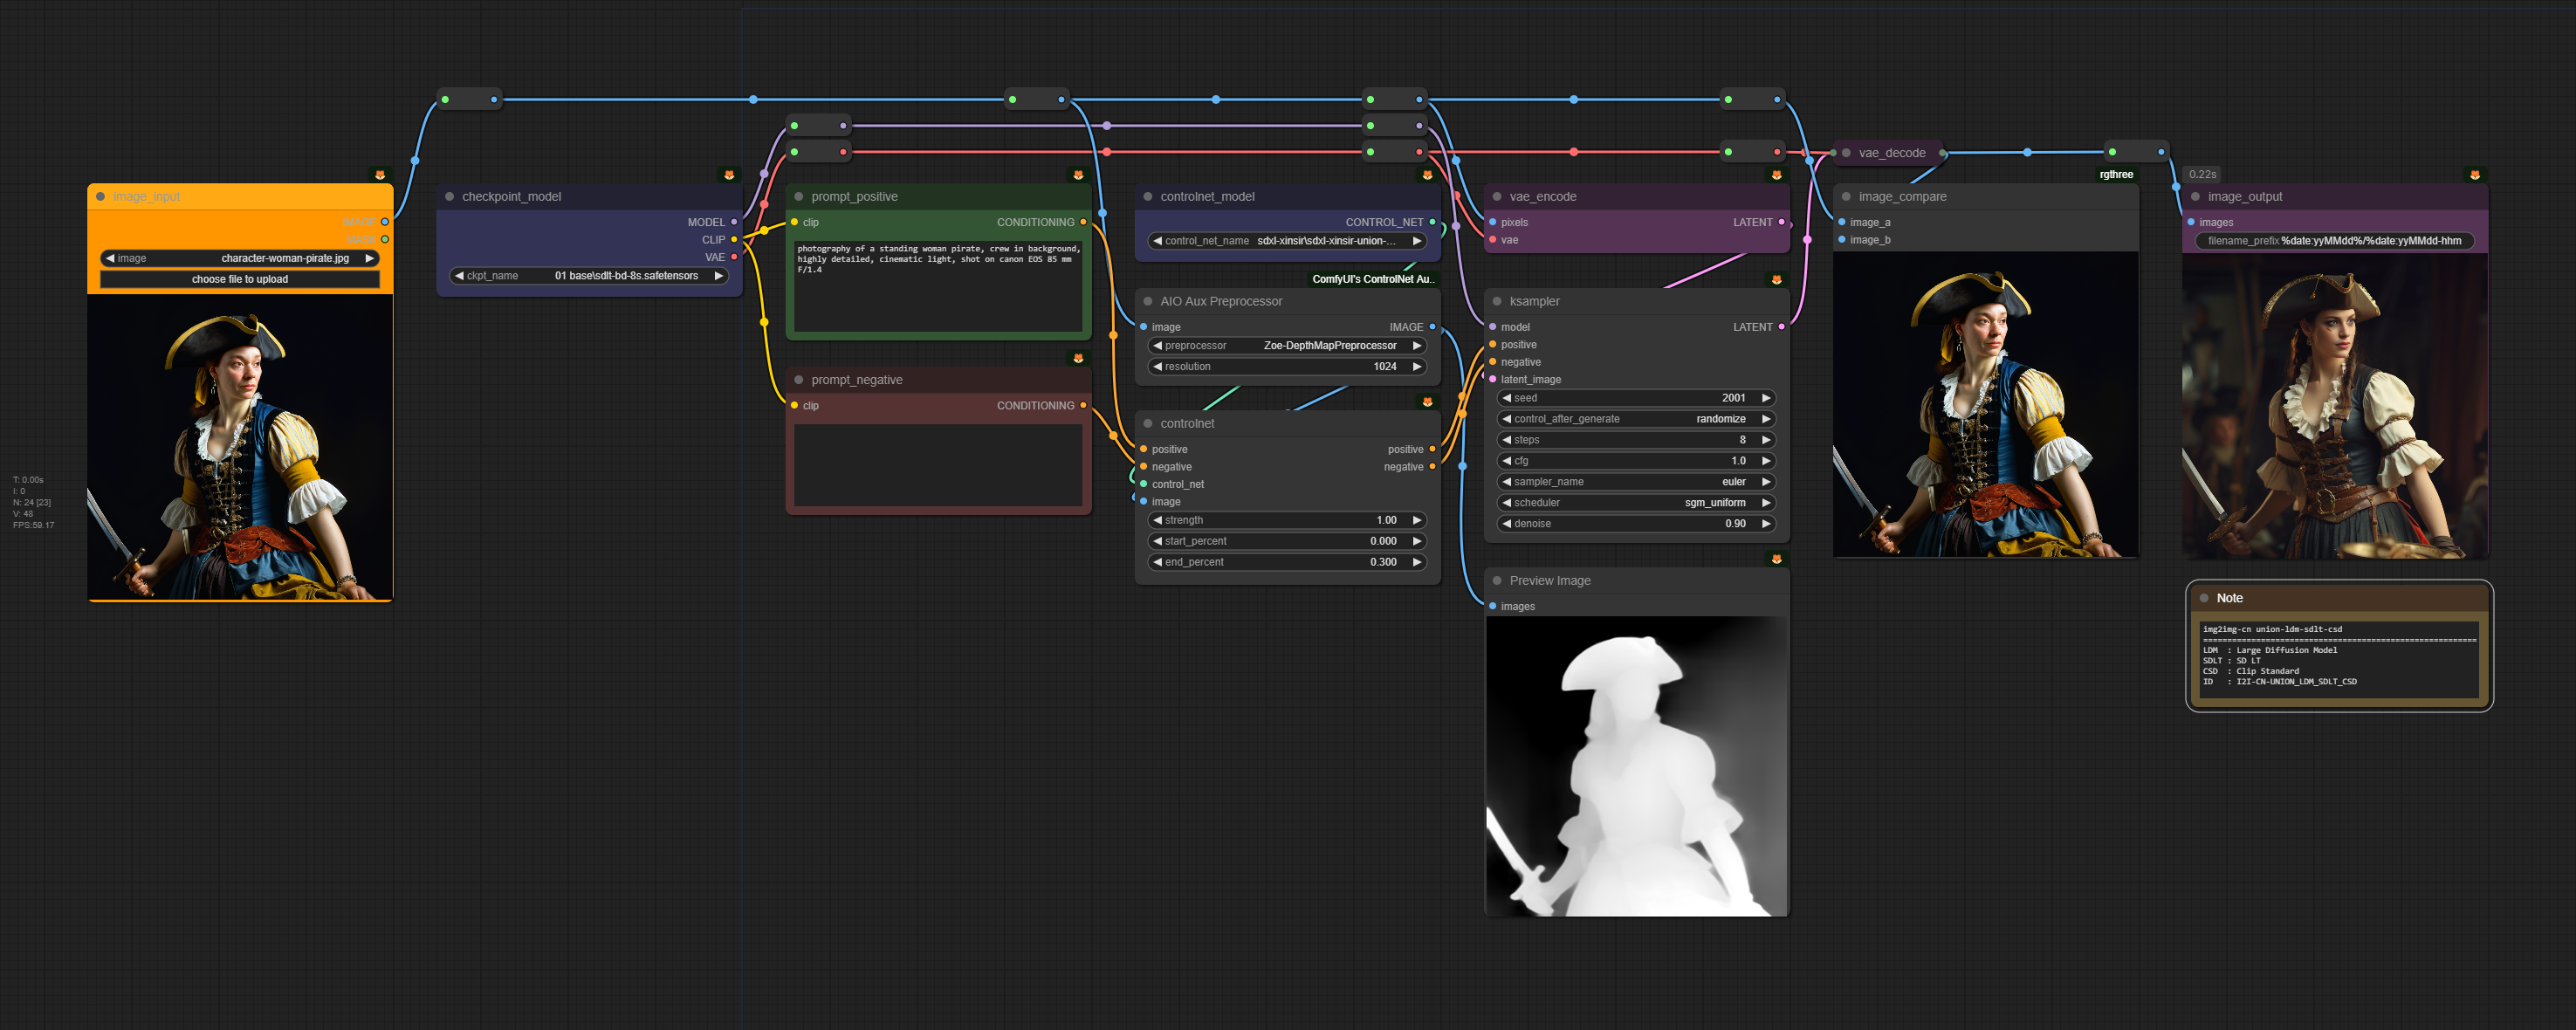 image_input
IMAGE
MASK
image character-woman-pirate.jpg
choose file to upload
T: 0.00s
I: 0
N: 24 [23]
V: 48
FPS:59.17
checkpoint_model
MODEL
CLIP
VAE
ckpt_name 01 base\sdlt-bd-8s.safetensors
prompt_positive
clip CONDITIONING
photography of a standing woman pirate, crew in background,
highly detailed, cinematic light, shot on canon EOS 85 mm
F/1.4
prompt_negative
clip CONDITIONING
controlnet_model
CONTROL_NET
control_net_name sdxl-xinsir\sdxl-xinsir-union-...
ComfyUI's ControlNet Au..
AIO Aux Preprocessor
image IMAGE
preprocessor Zoe-DepthMapPreprocessor
resolution 1024
controlnet
positive positive
negative negative
control_net
image
strength 1.00
start_percent 0.000
end_percent 0.300
vae_encode
pixels LATENT
vae
ksampler
model LATENT
positive
negative
latent_image
seed 2001
control_after_generate randomize
steps 8
cfg 1.0
sampler_name euler
scheduler sgm_uniform
denoise 0.90
Preview Image
images
vae_decode
rgthree
image_compare
image_a
image_b
0.22s
image_output
images
filename_prefix %date:yyMMdd%/%date:yyMMdd-hhm
Note
img2img-cn union-ldm-sdlt-csd
=========================================================
LDM : Large Diffusion Model
SDLT : SD LT
CSD : Clip Standard
ID : I2I-CN-UNION_LDM_SDLT_CSD